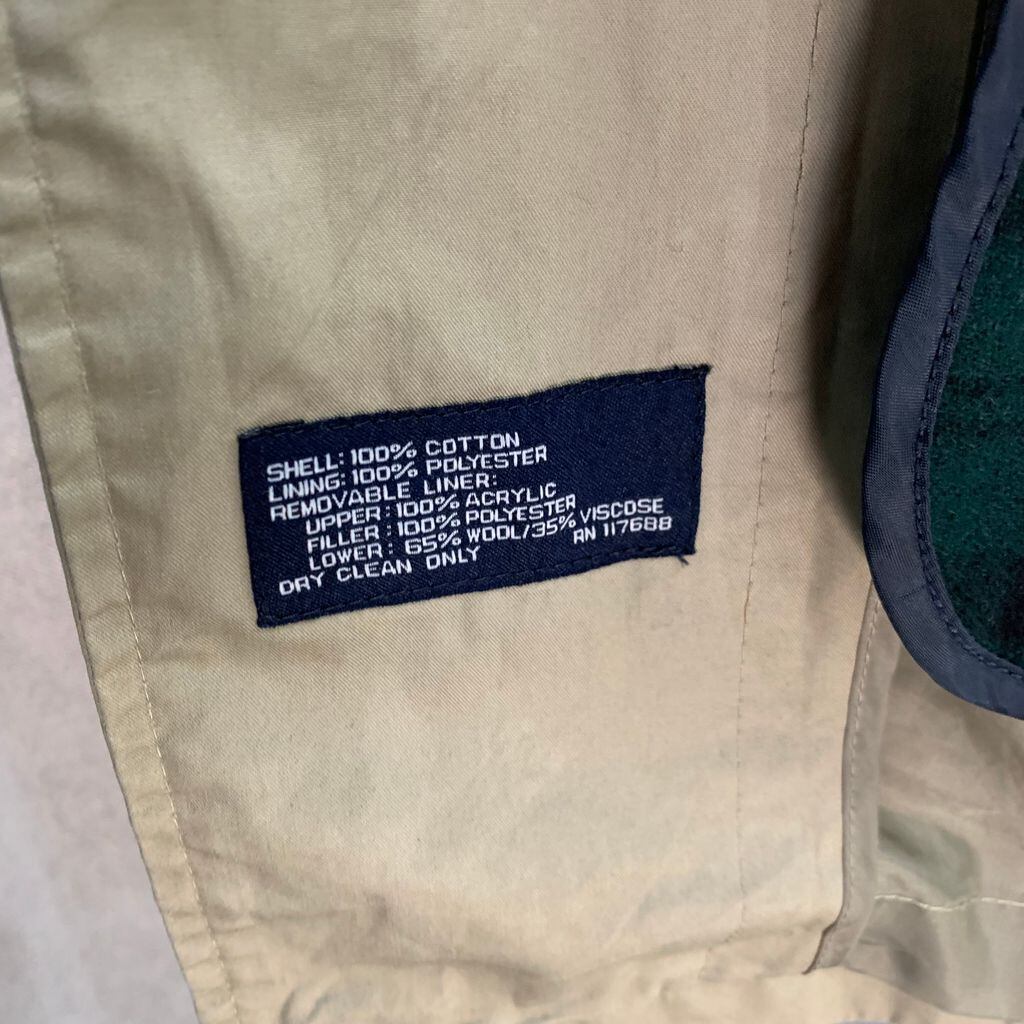 SHELL: 100% COTTON
LINING: 100% POLYESTER
REMOVABLE LINER:
UPPER: 100% ACRYLIC
FILLER: 100% POLYESTER
LOWER: 65% WOOL/35% VISCOSE
DRY CLEAN ONLY RN 117688